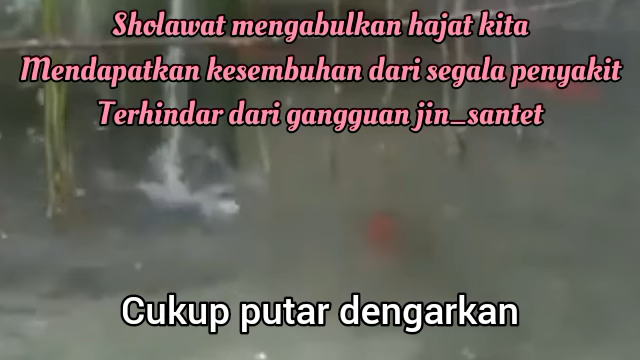 Sholawat mengabulkan hajat kita
Mendapatkan kesembuhan dari segala penyakit
Terhindar dari gangguan jin_santet
Cukup putar dengarkan